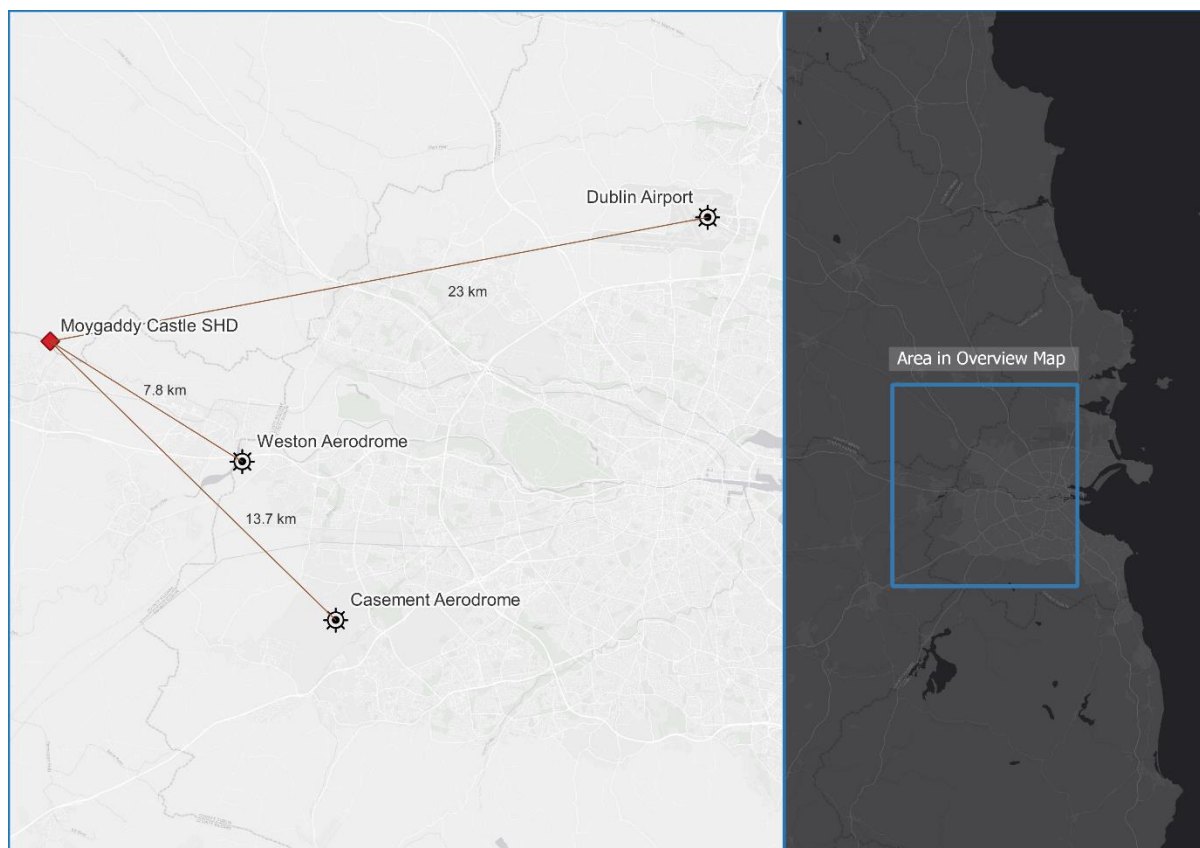 Dublin Airport
23 km
Moygaddy Castle SHD
7.8 km
Weston Aerodrome
13.7 km
Casement Aerodrome
Area in Overview Map